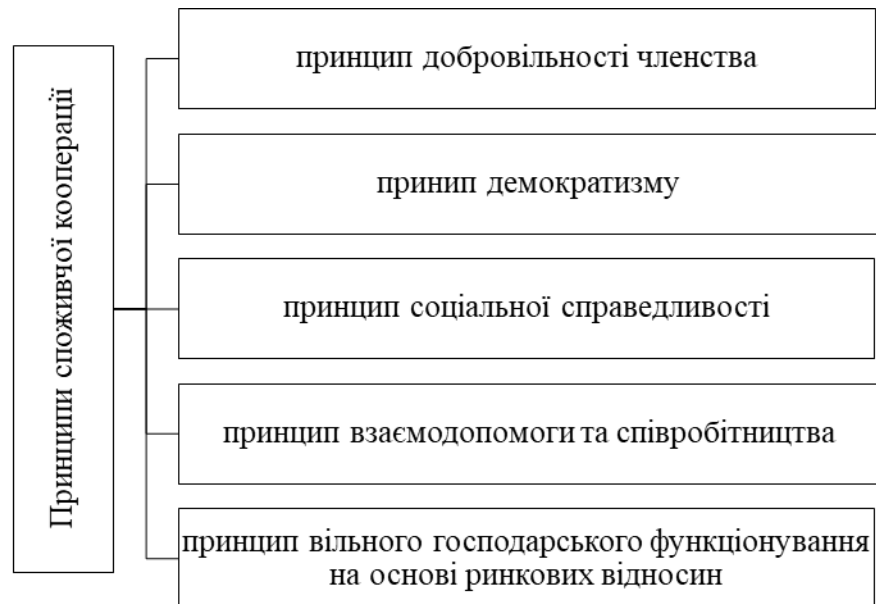 Принципи споживчої кооперації
принцип добровільності членства
принип демократизму
принцип соціальної справедливості
принцип взаємодопомоги та співробітництва
принцип вільного господарського функціонування
на основі ринкових відносин